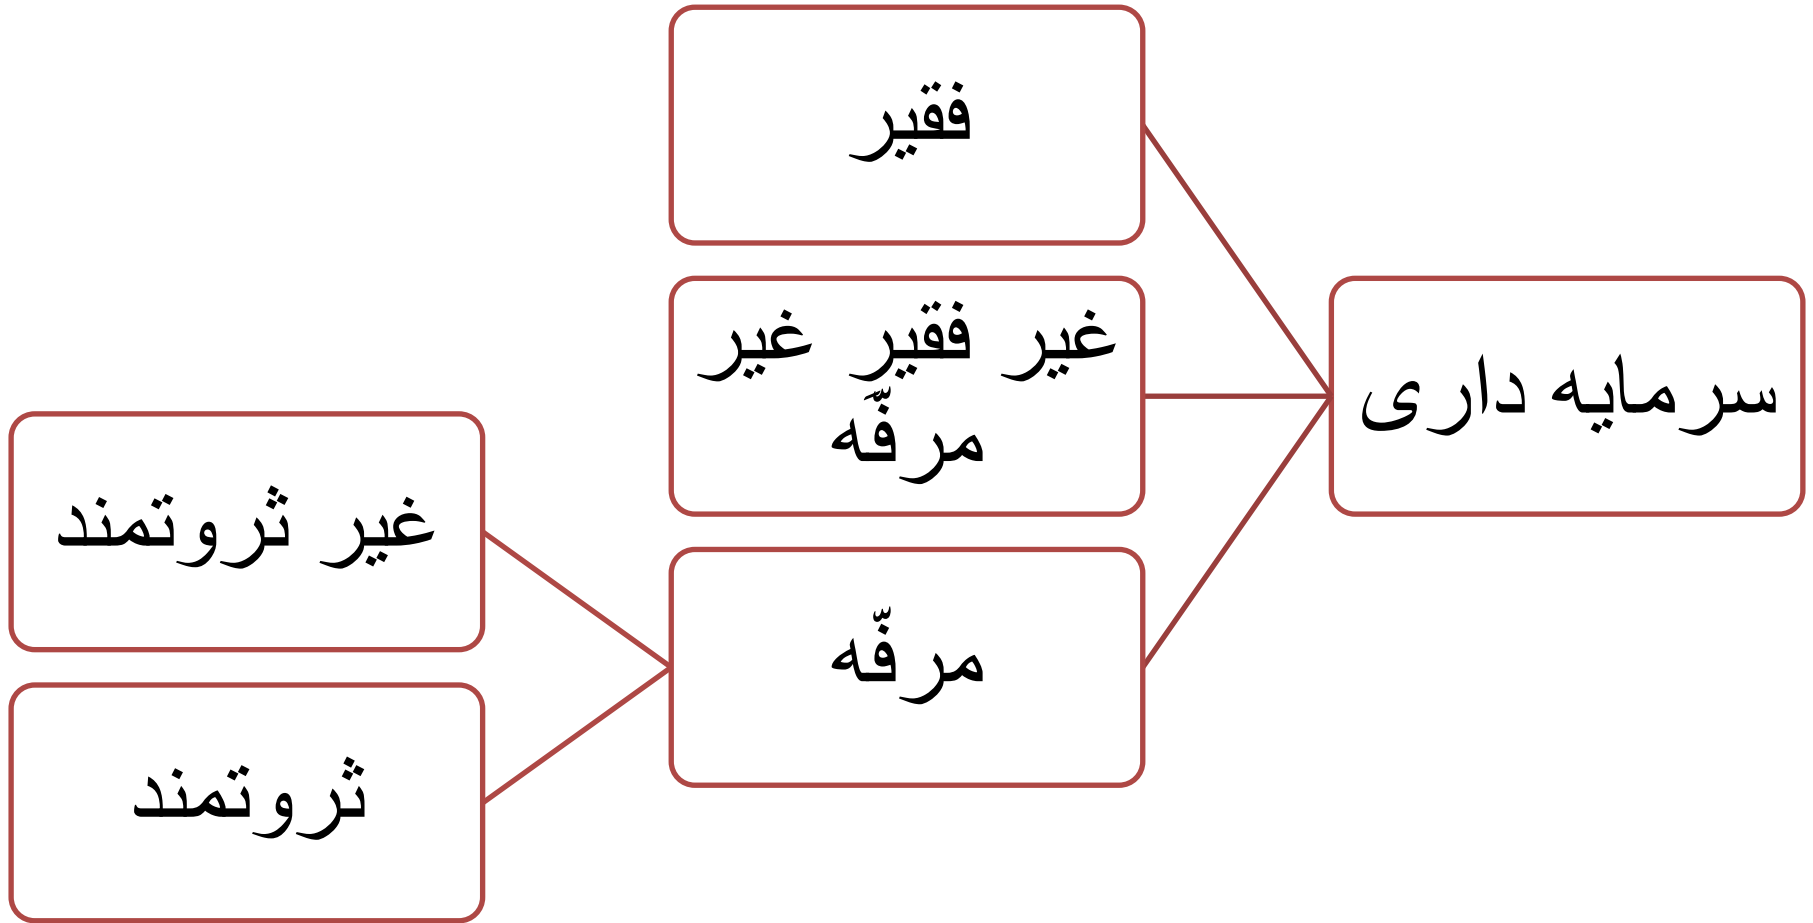 سرمایه داری
فقیر
غیر فقیر غیر
مرفّه
مرفّه
غیر ثروتمند
ثروتمند